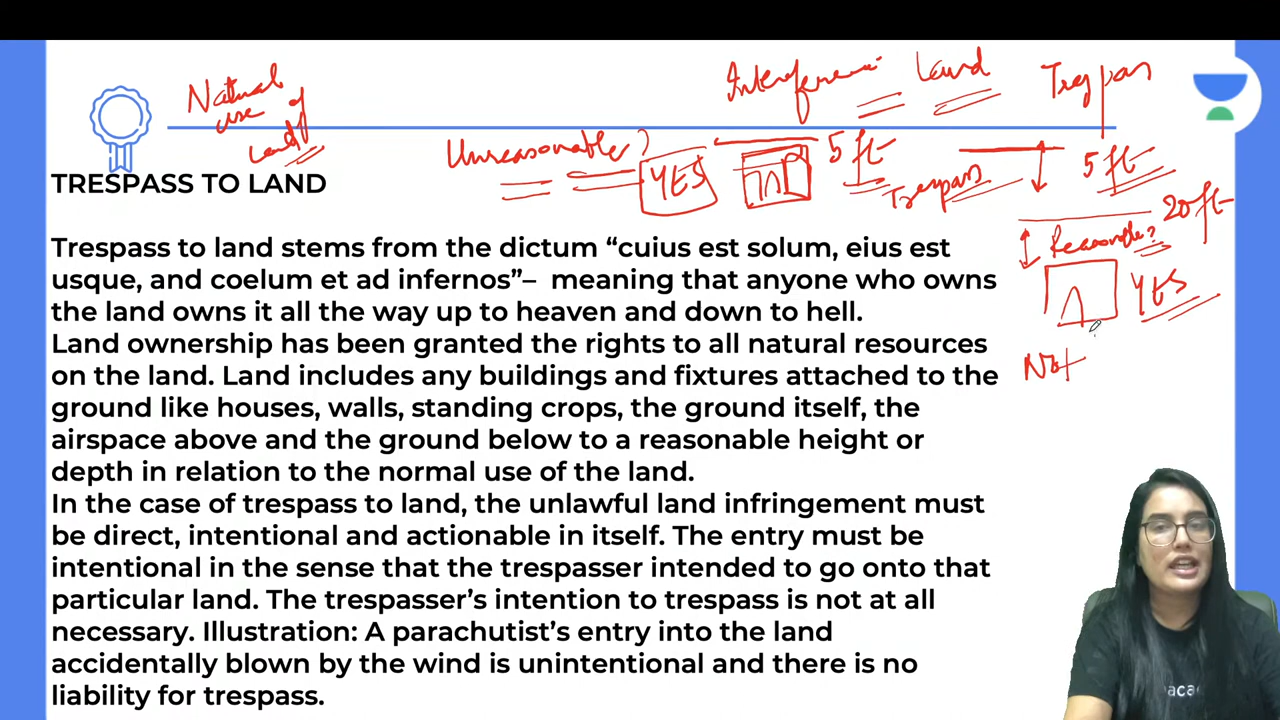 Natural
use of
Land
Interference Land Trespass
Unreasonable?
YES
5 ft
Trespass
5 ft
20 ft
Reasonable?
YES
Not
TRESPASS TO LAND
Trespass to land stems from the dictum “cuius est solum, eius est
usque, and coelum et ad infernos”– meaning that anyone who owns
the land owns it all the way up to heaven and down to hell.
Land ownership has been granted the rights to all natural resources
on the land. Land includes any buildings and fixtures attached to the
ground like houses, walls, standing crops, the ground itself, the
airspace above and the ground below to a reasonable height or
depth in relation to the normal use of the land.
In the case of trespass to land, the unlawful land infringement must
be direct, intentional and actionable in itself. The entry must be
intentional in the sense that the trespasser intended to go onto that
particular land. The trespasser’s intention to trespass is not at all
necessary. Illustration: A parachutist’s entry into the land
accidentally blown by the wind is unintentional and there is no
liability for trespass.